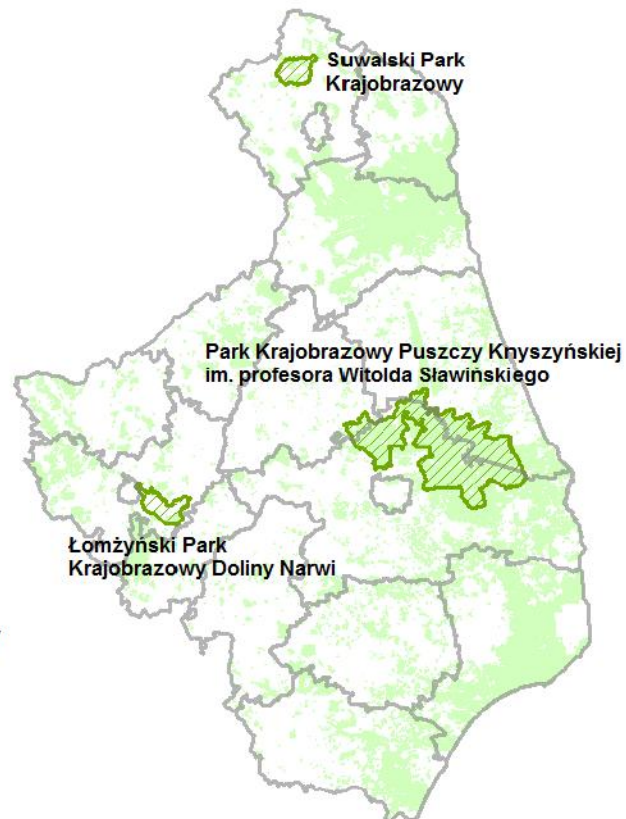 Suwalski Park
Krajobrazowy
Park Krajobrazowy Puszczy Knyszyńskiej
im. profesora Witolda Sławińskiego
Łomżyński Park
Krajobrazowy Doliny Narwi